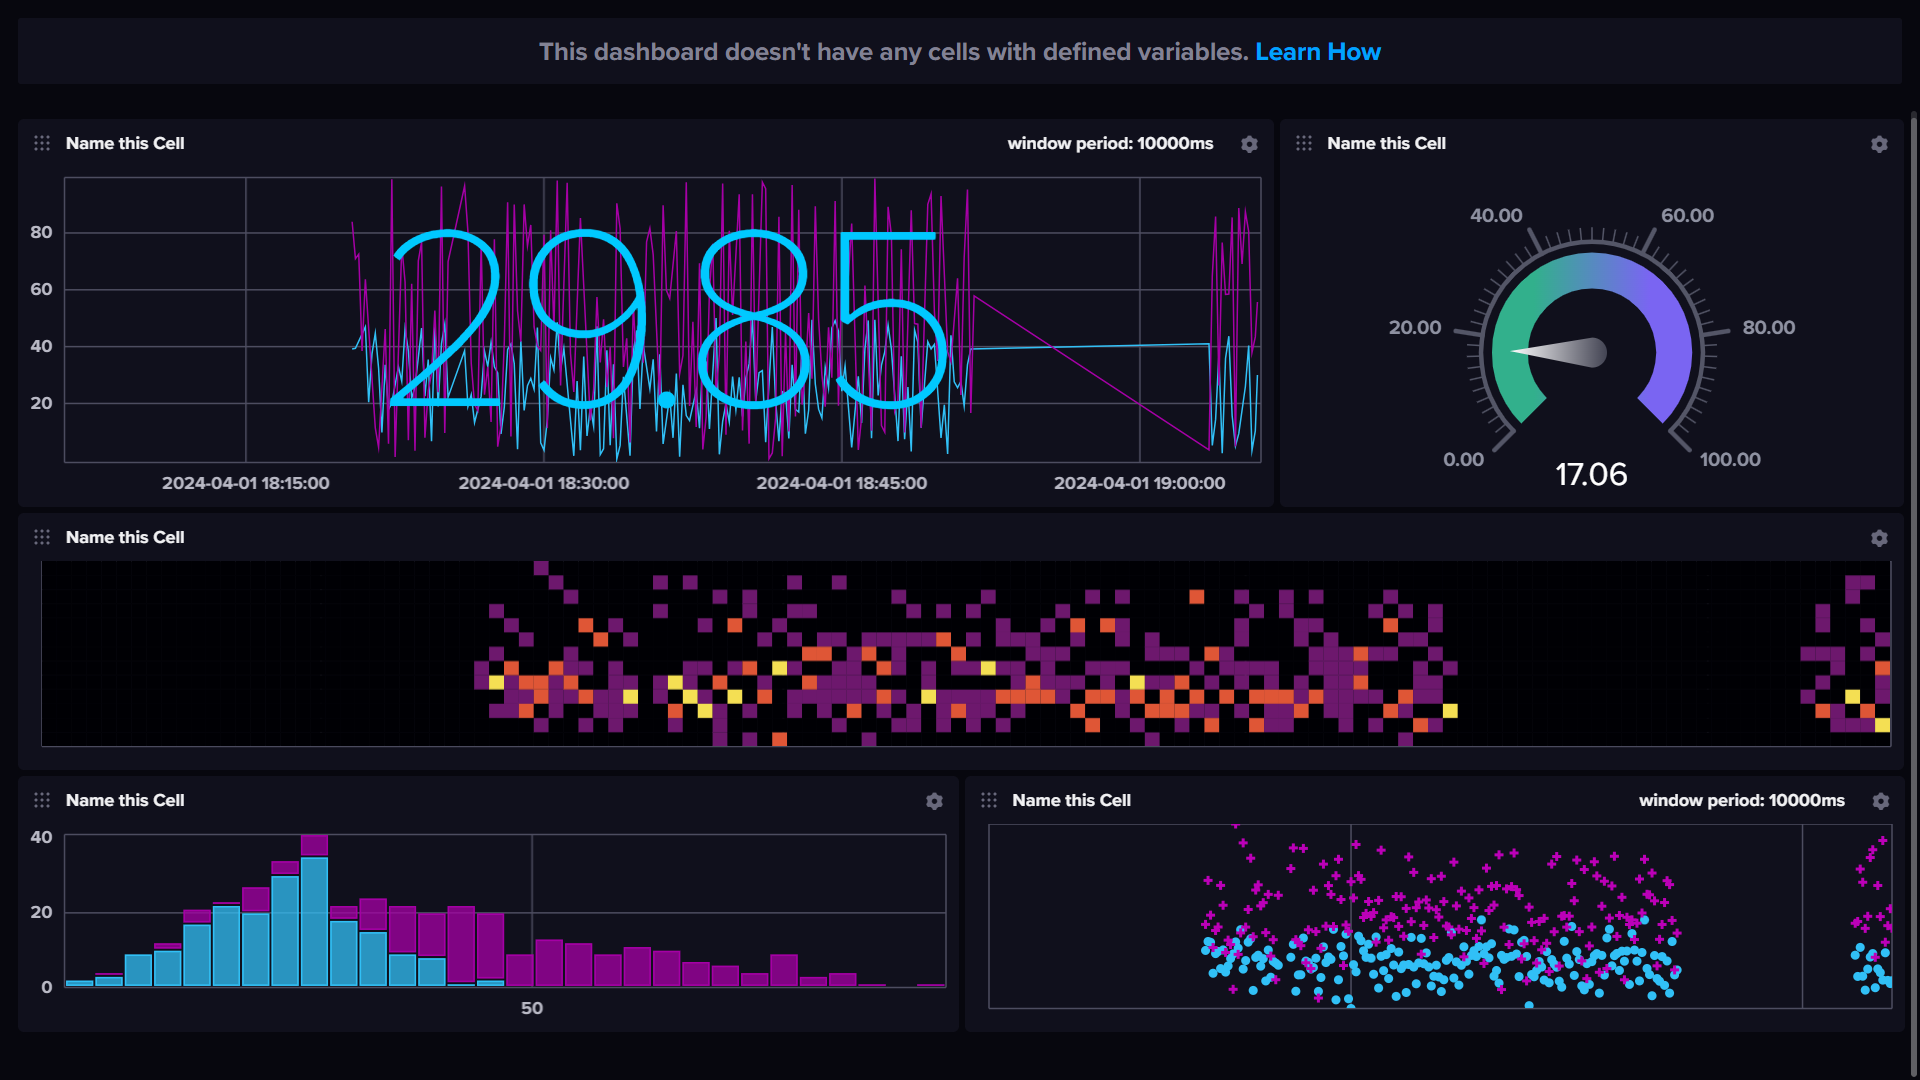 This dashboard doesn't have any cells with defined variables. Learn How
Name this Cell
window period: 10000ms
80
60
40
20
29.85
2024-04-01 18:15:00
2024-04-01 18:30:00
2024-04-01 18:45:00
2024-04-01 19:00:00
Name this Cell
40.00
60.00
20.00
80.00
0.00
100.00
17.06
Name this Cell
Name this Cell
40
20
0
50
Name this Cell
window period: 10000ms